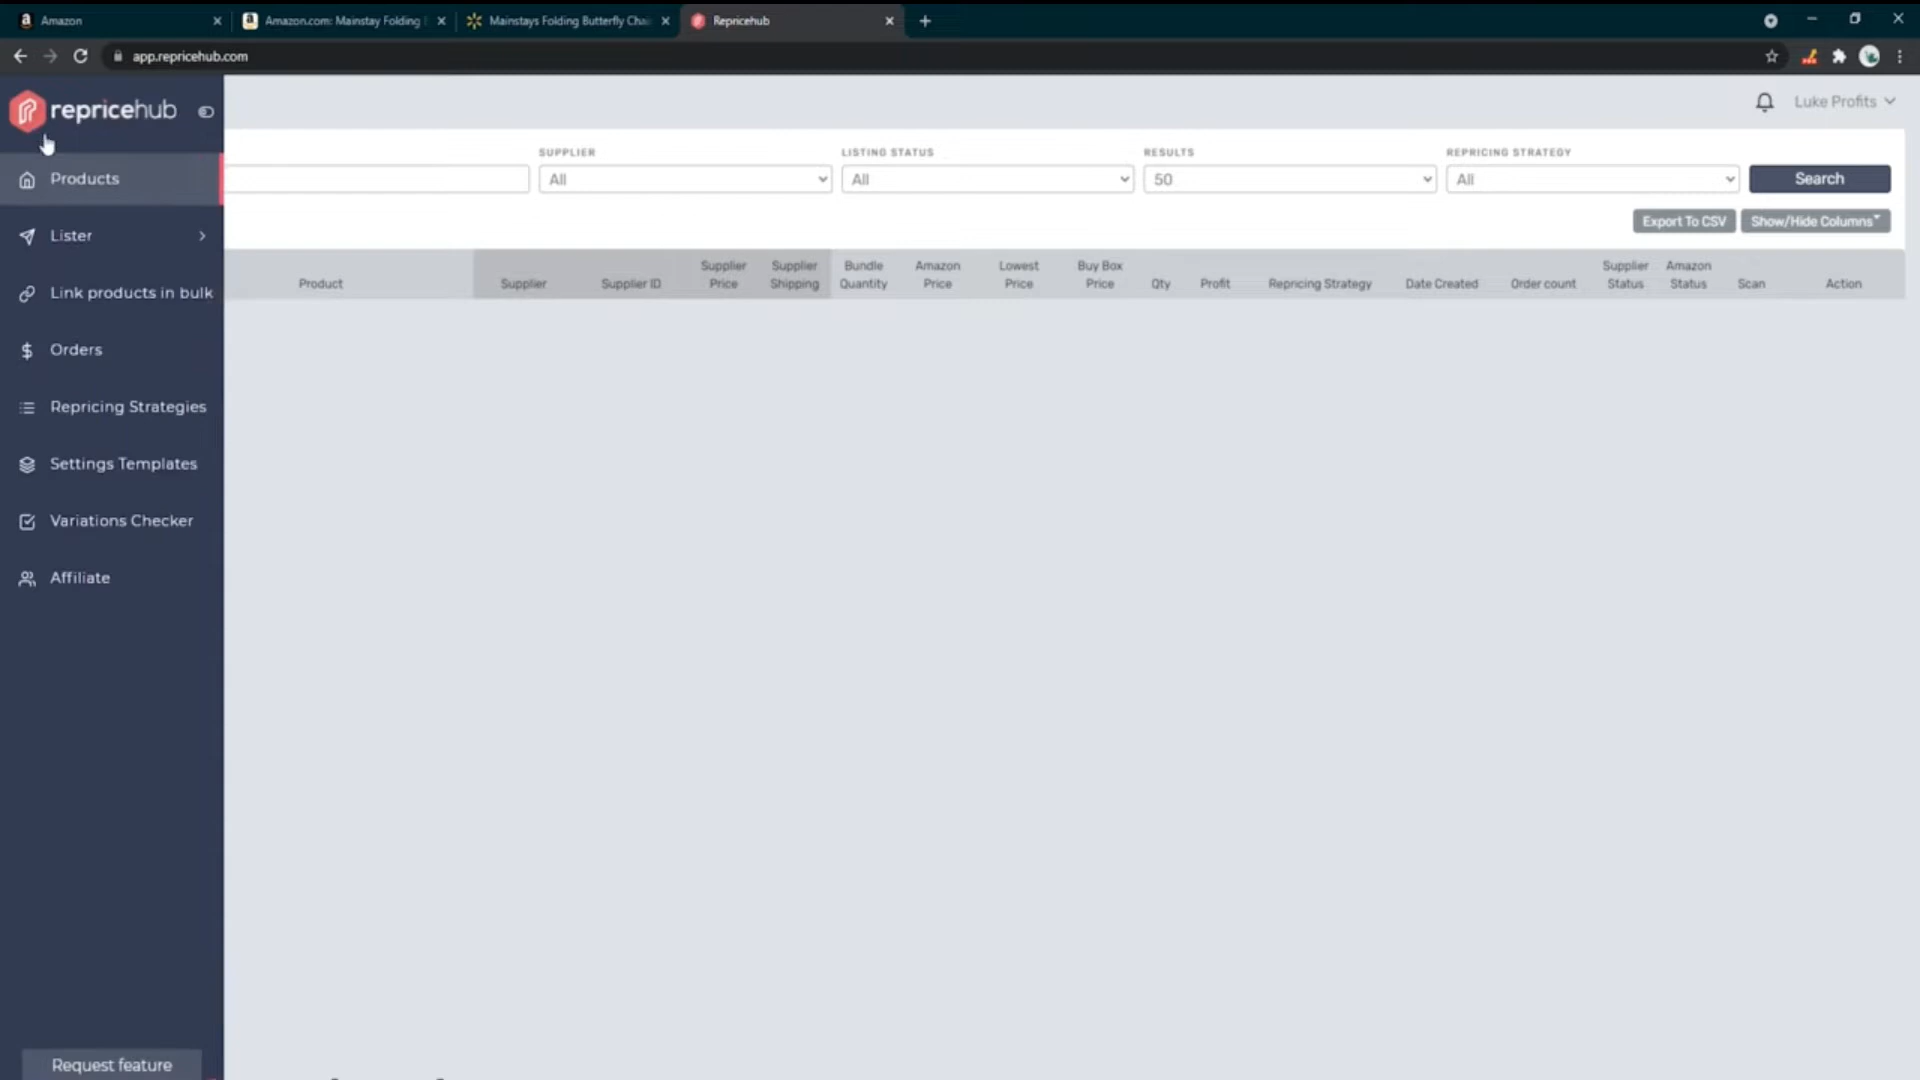 Amazon
Amazon.com: Mainstay Folding
Mainstays Folding Butterfly Chai
Repricehub
app.repricehub.com
repricehub
Luke Profits
Products
Lister
Link products in bulk
Orders
Repricing Strategies
Settings Templates
Variations Checker
Affiliate
Request feature
SUPPLIER
LISTING STATUS
RESULTS
REPRICING STRATEGY
All
All
50
All
Search
Export To CSV
Show/Hide Columns
Product
Supplier
Supplier ID
Supplier Price
Supplier Shipping
Bundle Quantity
Amazon Price
Lowest Price
Buy Box Price
Qty
Profit
Repricing Strategy
Date Created
Order count
Supplier Status
Amazon Status
Scan
Action